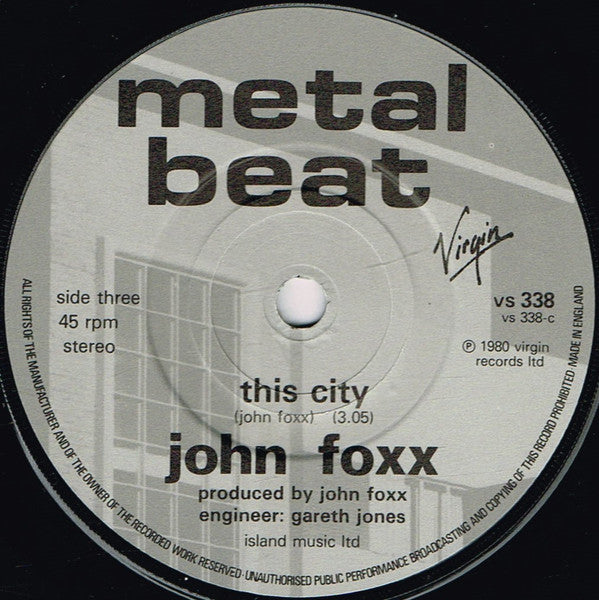 metal
beat
Virgin
side three
45 rpm
stereo
vs 338
vs 338-c
℗ 1980 virgin
records ltd
this city
(john foxx) (3.05)
john foxx
produced by john foxx
engineer: gareth jones
island music ltd
ALL RIGHTS OF THE MANUFACTURER AND OF THE OWNER OF THE RECORDED WORK RESERVED · UNAUTHORISED PUBLIC PERFORMANCE BROADCASTING AND COPYING OF THIS RECORD PROHIBITED MADE IN ENGLAND